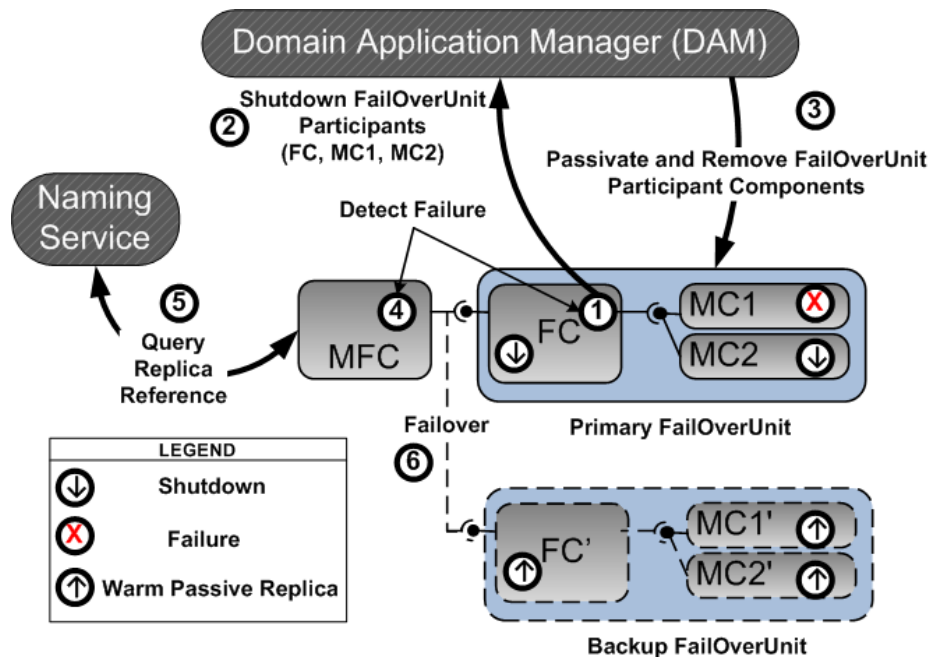 Domain Application Manager (DAM)
2
Shutdown FailOverUnit
Participants
(FC, MC1, MC2)
3
Passivate and Remove FailOverUnit
Participant Components
Naming
Service
Detect Failure
5
Query
Replica
Reference
4
MFC
1
FC
MC1
X
MC2
Primary FailOverUnit
Failover
6
LEGEND
Shutdown
X
Failure
Warm Passive Replica
FC’
MC1'
MC2'
Backup FailOverUnit